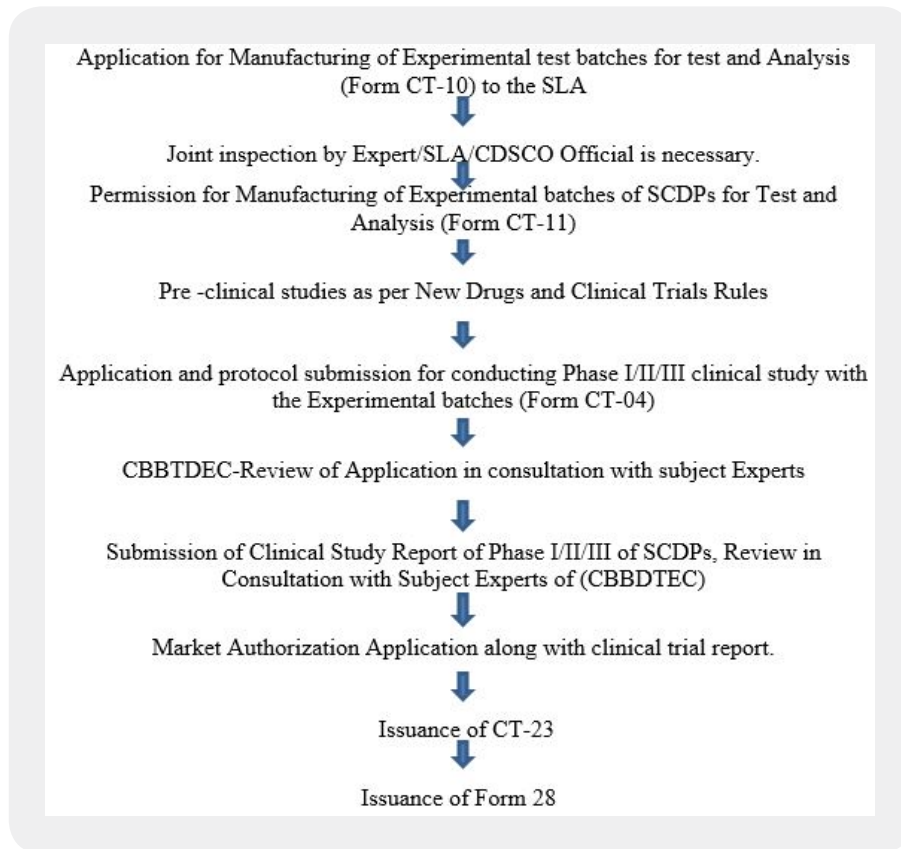 Application for Manufacturing of Experimental test batches for test and Analysis
(Form CT-10) to the SLA
Joint inspection by Expert/SLA/CDSCO Official is necessary.
Permission for Manufacturing of Experimental batches of SCDPs for Test and
Analysis (Form CT-11)
Pre -clinical studies as per New Drugs and Clinical Trials Rules
Application and protocol submission for conducting Phase I/II/III clinical study with
the Experimental batches (Form CT-04)
CBBTDEC-Review of Application in consultation with subject Experts
Submission of Clinical Study Report of Phase I/II/III of SCDPs, Review in
Consultation with Subject Experts of (CBBDTEC)
Market Authorization Application along with clinical trial report.
Issuance of CT-23
Issuance of Form 28